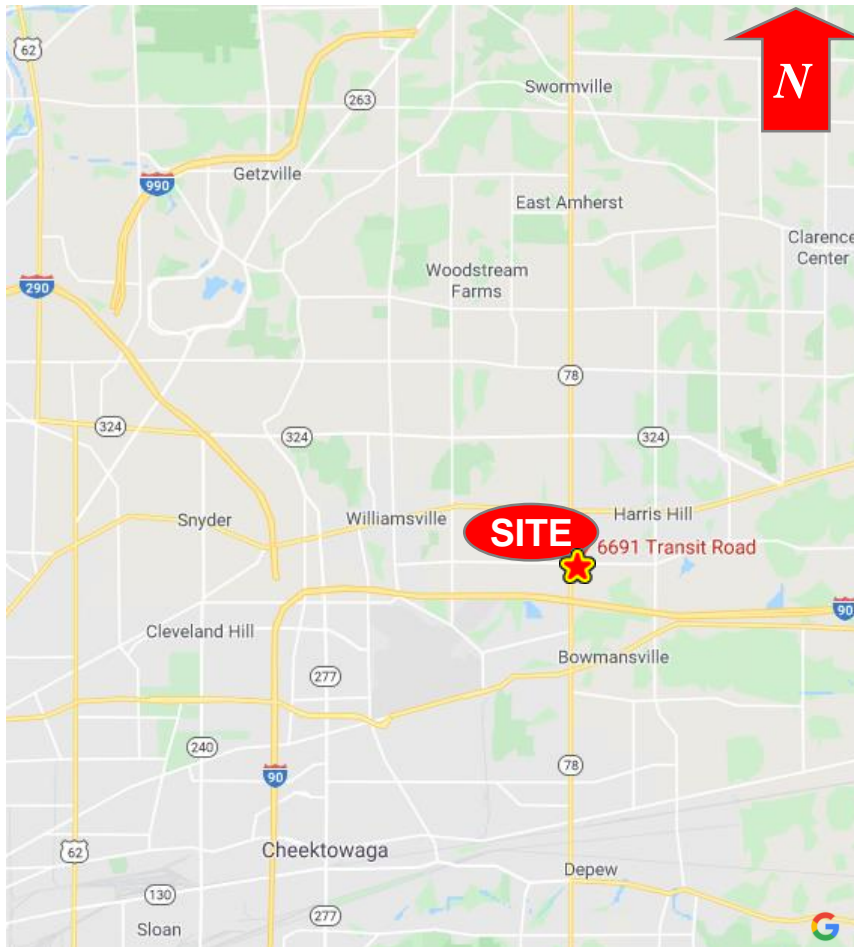 62
N
Swormville
263
Getzville
990
East Amherst
Clarence
Center
Woodstream
Farms
290
78
324
324
324
Snyder
Williamsville
SITE
Harris Hill
6691 Transit Road
90
Cleveland Hill
Bowmansville
277
240
78
90
62
Cheektowaga
Depew
130
277
Sloan
G